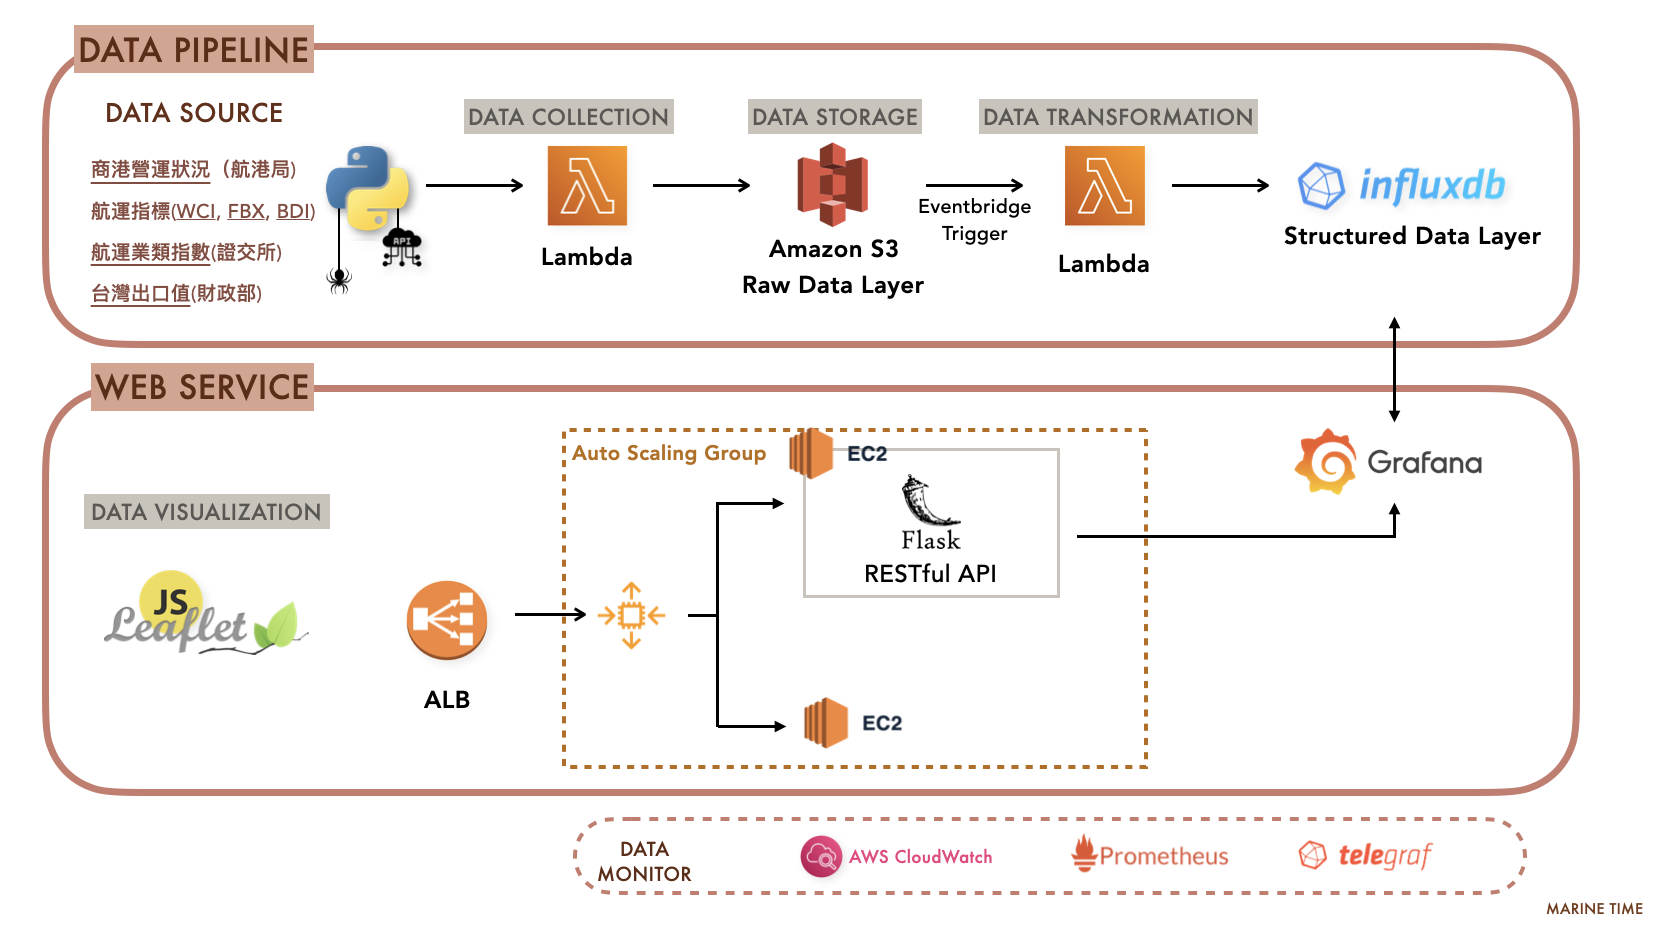 DATA PIPELINE
DATA SOURCE
商港營運狀況（航港局)
航運指標(WCI, FBX, BDI)
航運業類指數(證交所)
台灣出口值(財政部)
API
DATA COLLECTION
Lambda
DATA STORAGE
Amazon S3
Raw Data Layer
Eventbridge
Trigger
DATA TRANSFORMATION
Lambda
influxdb
Structured Data Layer
WEB SERVICE
DATA VISUALIZATION
JS
Leaflet
ALB
Auto Scaling Group
EC2
Flask
RESTful API
EC2
Grafana
DATA
MONITOR
AWS CloudWatch
Prometheus
telegraf
MARINE TIME